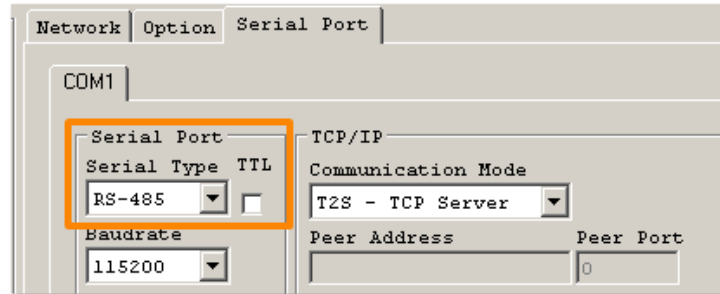 Network Option Serial Port
COM1
Serial Port TCP/IP
Serial Type TTL Communication Mode
RS-485 T2S - TCP Server
Baudrate Peer Address Peer Port
115200 0